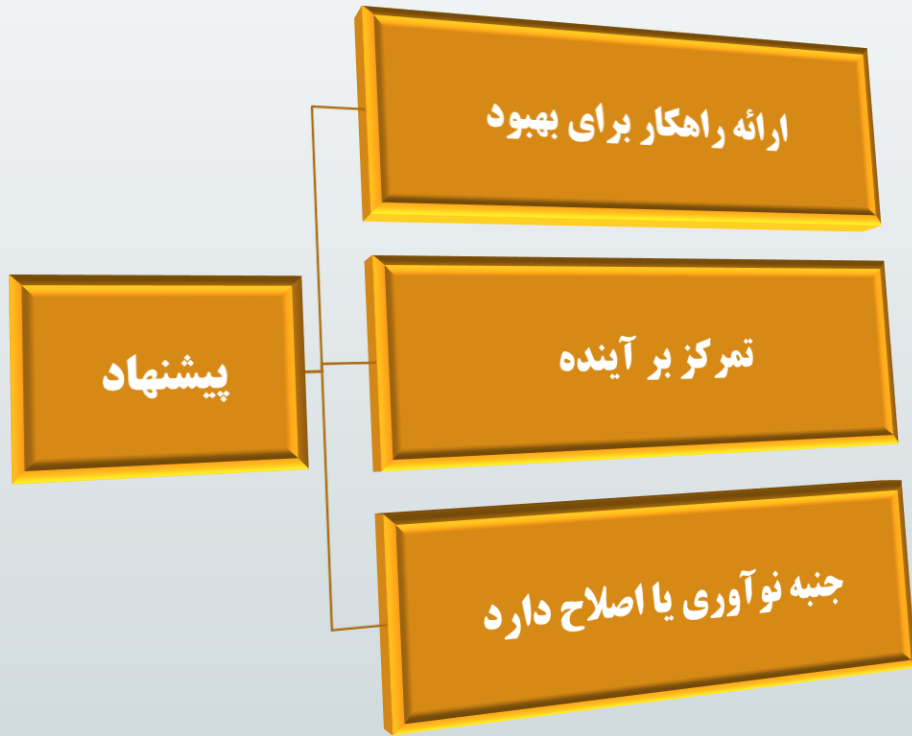 پیشنهاد
ارائه راهکار برای بهبود
تمرکز بر آینده
جنبه نوآوری یا اصلاح دارد